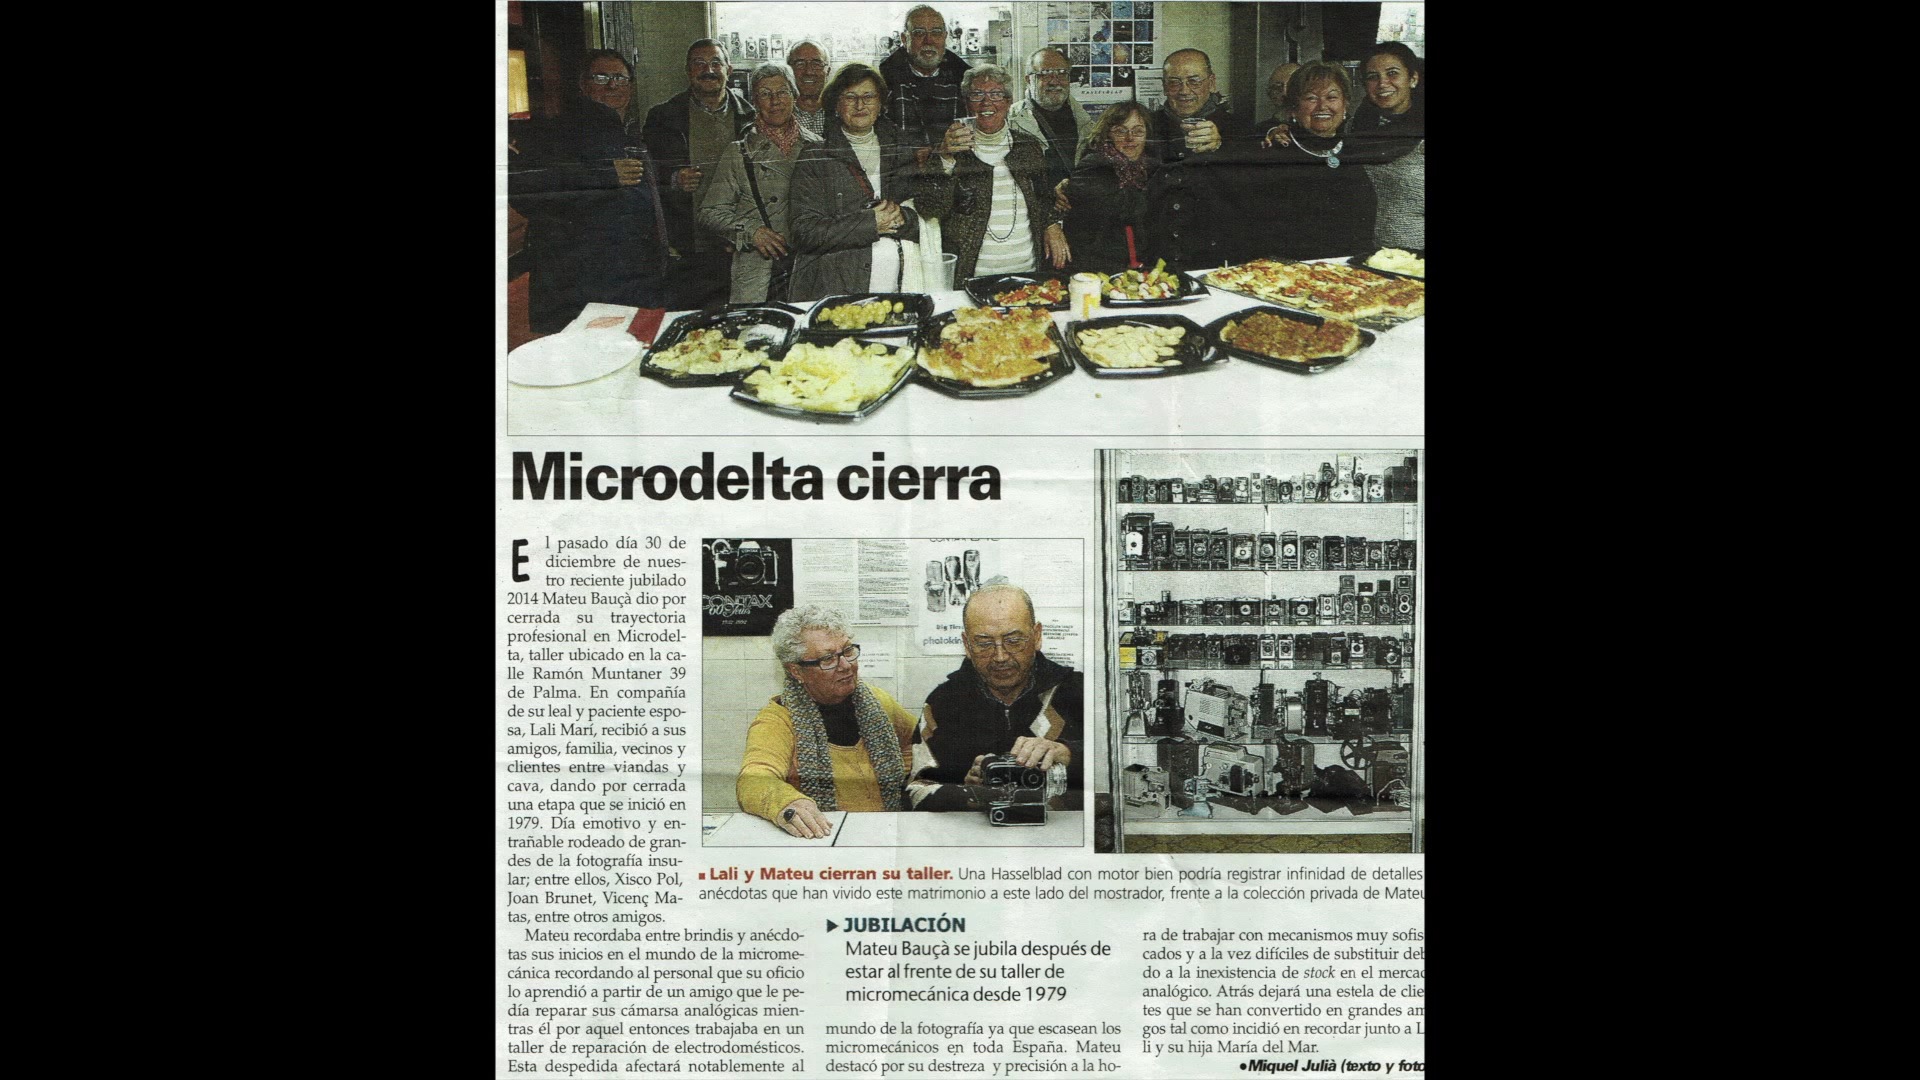 Microdelta cierra
El pasado día 30 de
diciembre de nues-
tro reciente jubilado
2014 Mateu Bauçà dio por
cerrada su trayectoria
profesional en Microdel-
ta, taller ubicado en la ca-
lle Ramón Muntaner 39
de Palma. En compañía
de su leal y paciente espo-
sa, Lali Marí, recibió a sus
amigos, familia, vecinos y
clientes entre viandas y
cava, dando por cerrada
una etapa que se inició en
1979. Día emotivo y en-
trañable rodeado de gran-
des de la fotografía insu-
lar; entre ellos, Xisco Pol,
Joan Brunet, Vicenç Ma-
tas, entre otros amigos.
Mateu recordaba entre brindis y anécdo-
tas sus inicios en el mundo de la microme-
cánica recordando al personal que su oficio
lo aprendió a partir de un amigo que le pe-
día reparar sus cámarsa analógicas mien-
tras él por aquel entonces trabajaba en un
taller de reparación de electrodomésticos.
Esta despedida afectará notablemente al
CONTAX
60 Years
Big Time
photokin
Lali y Mateu cierran su taller. Una Hasselblad con motor bien podría registrar infinidad de detalles
anécdotas que han vivido este matrimonio a este lado del mostrador, frente a la colección privada de Mateu
JUBILACIÓN
Mateu Bauçà se jubila después de
estar al frente de su taller de
micromecánica desde 1979
mundo de la fotografía ya que escasean los
micromecánicos en toda España. Mateu
destacó por su destreza y precisión a la ho-
ra de trabajar con mecanismos muy sofis
cados y a la vez difíciles de substituir deb
do a la inexistencia de stock en el mercad
analógico. Atrás dejará una estela de clie
tes que se han convertido en grandes am
gos tal como incidió en recordar junto a L
li y su hija María del Mar.
•Miquel Julià (texto y foto